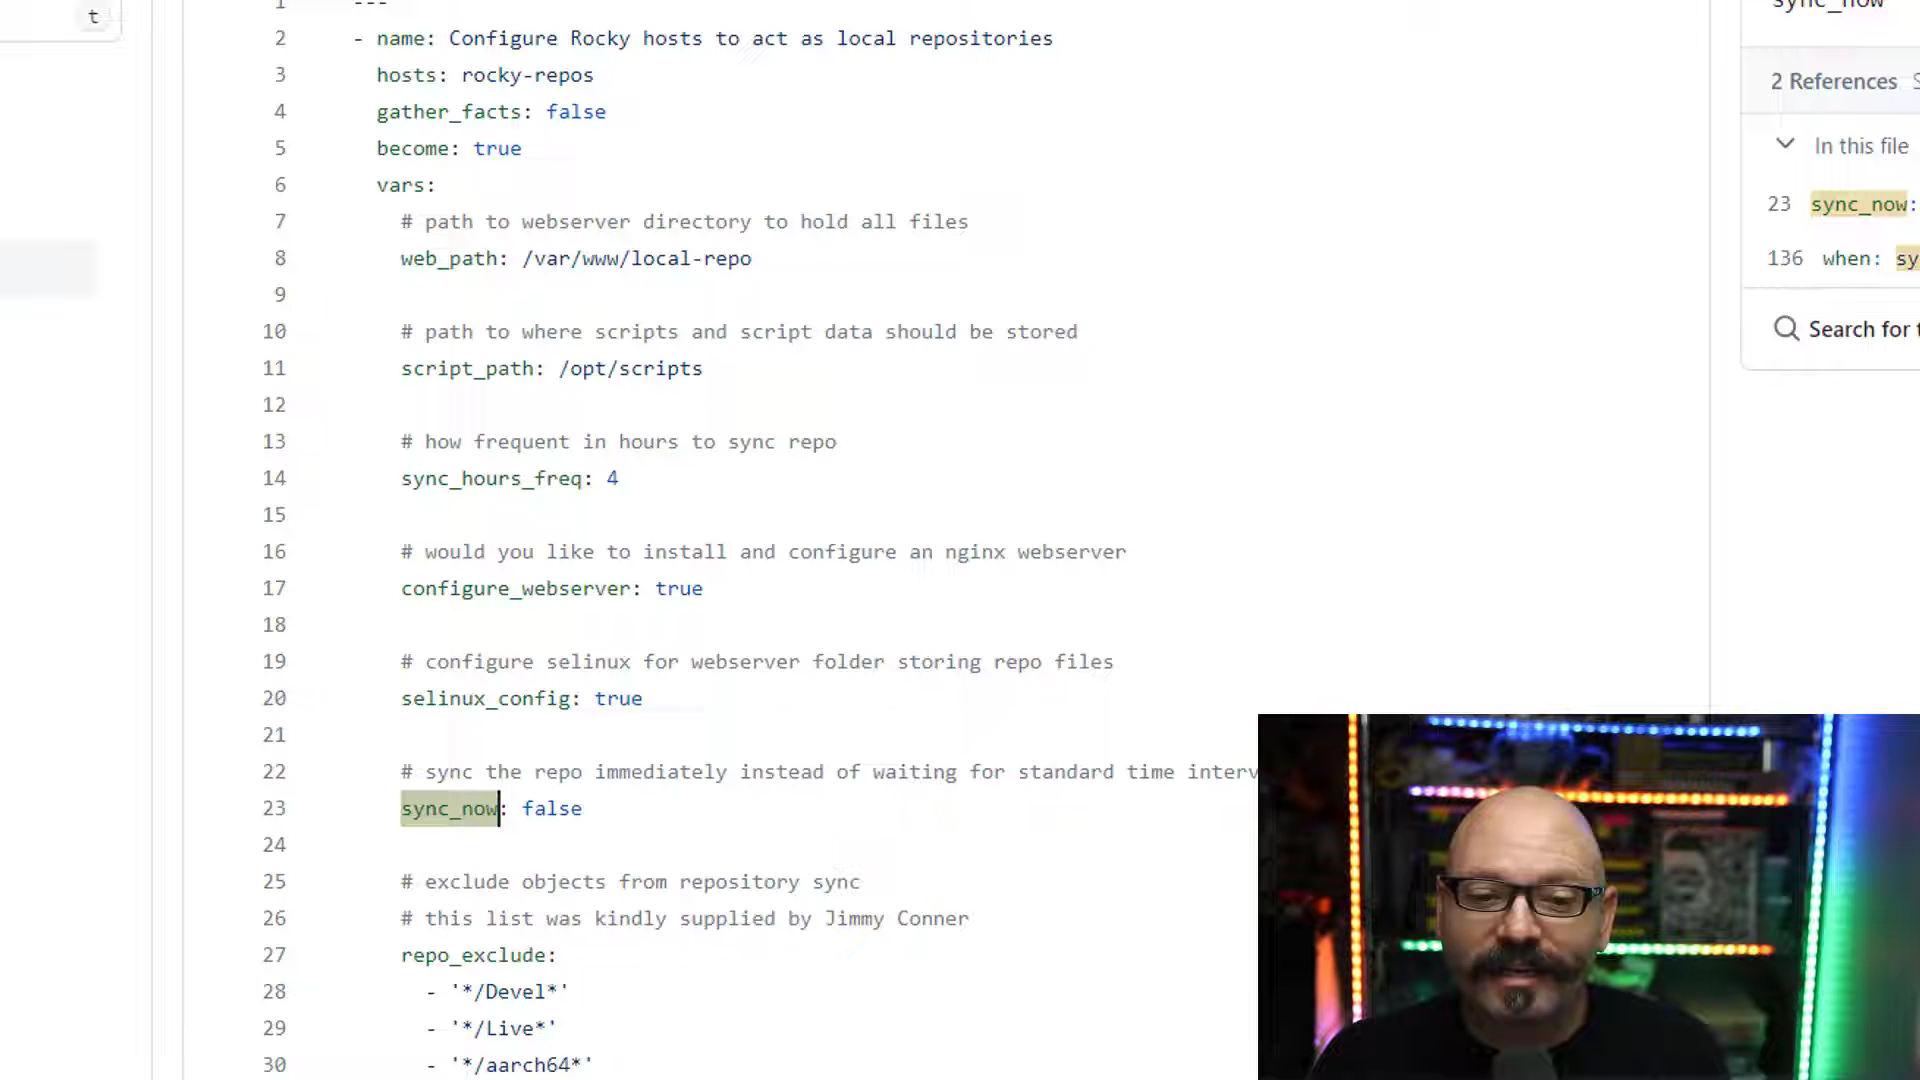 t
1 ---
2 - name: Configure Rocky hosts to act as local repositories
3 hosts: rocky-repos
4 gather_facts: false
5 become: true
6 vars:
7 # path to webserver directory to hold all files
8 web_path: /var/www/local-repo
9
10 # path to where scripts and script data should be stored
11 script_path: /opt/scripts
12
13 # how frequent in hours to sync repo
14 sync_hours_freq: 4
15
16 # would you like to install and configure an nginx webserver
17 configure_webserver: true
18
19 # configure selinux for webserver folder storing repo files
20 selinux_config: true
21
22 # sync the repo immediately instead of waiting for standard time interv
23 sync_now: false
24
25 # exclude objects from repository sync
26 # this list was kindly supplied by Jimmy Conner
27 repo_exclude:
28 - '*/Devel*'
29 - '*/Live*'
30 - '*/aarch64*'
sync_now
2 References S
In this file
23 sync_now:
136 when: sy
Search for t